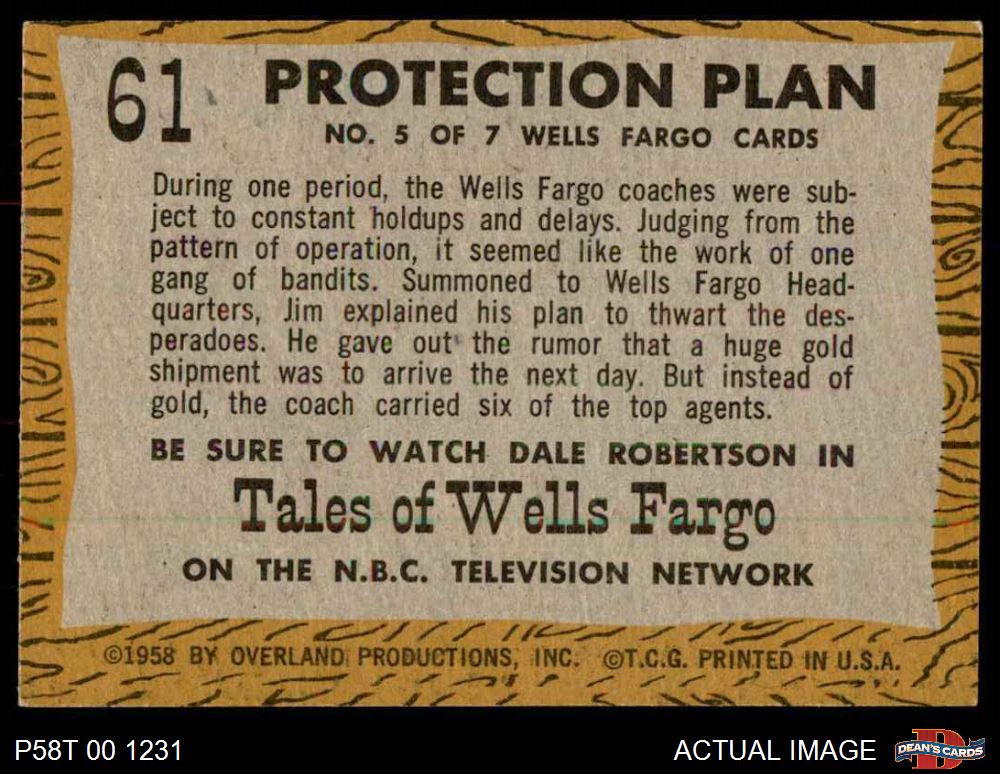 61
PROTECTION PLAN
NO. 5 OF 7 WELLS FARGO CARDS
During one period, the Wells Fargo coaches were sub-
ject to constant holdups and delays. Judging from the
pattern of operation, it seemed like the work of one
gang of bandits. Summoned to Wells Fargo Head-
quarters, Jim explained his plan to thwart the des-
peradoes. He gave out the rumor that a huge gold
shipment was to arrive the next day. But instead of
gold, the coach carried six of the top agents.
BE SURE TO WATCH DALE ROBERTSON IN
Tales of Wells Fargo
ON THE N.B.C. TELEVISION NETWORK
©1958 BY OVERLAND PRODUCTIONS, INC. ©T.C.G. PRINTED IN U.S.A.
P58T 00 1231
ACTUAL IMAGE
D
DEAN'S CARDS